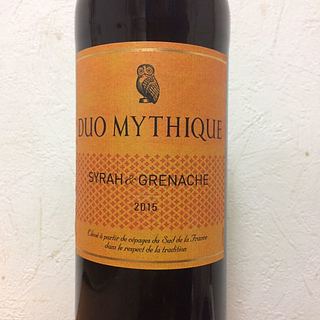 DUO MYTHIQUE
SYRAH & GRENACHE
2015
Elevé à partir de cépages du Sud de la France
dans le respect de la tradition